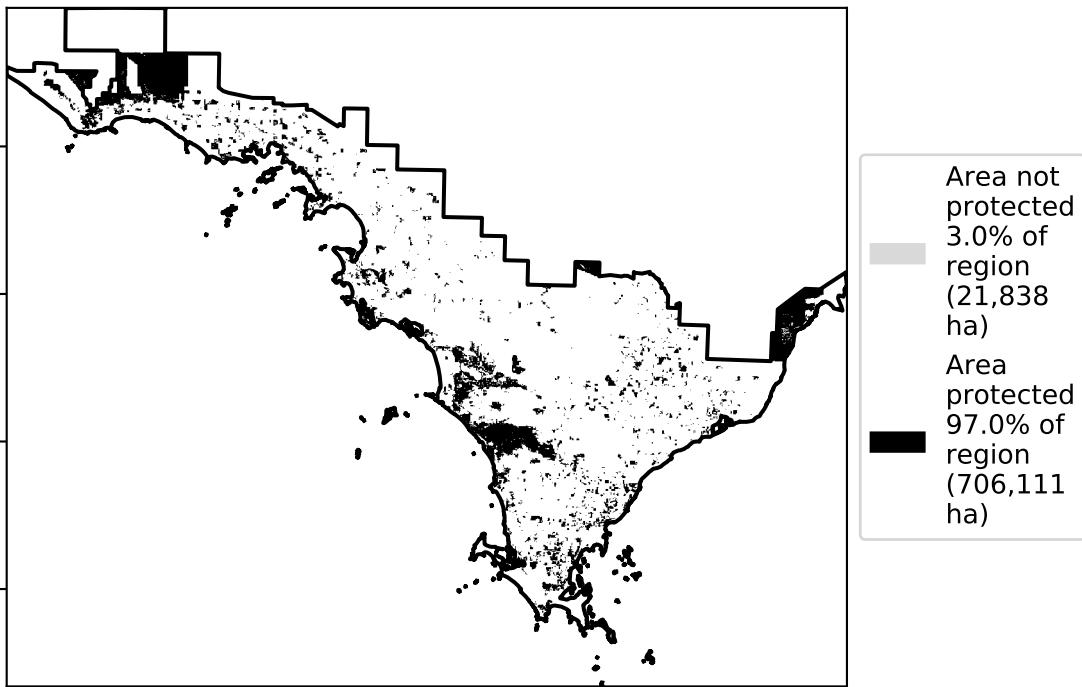 Area not
protected
3.0% of
region
(21,838
ha)
Area
protected
97.0% of
region
(706,111
ha)